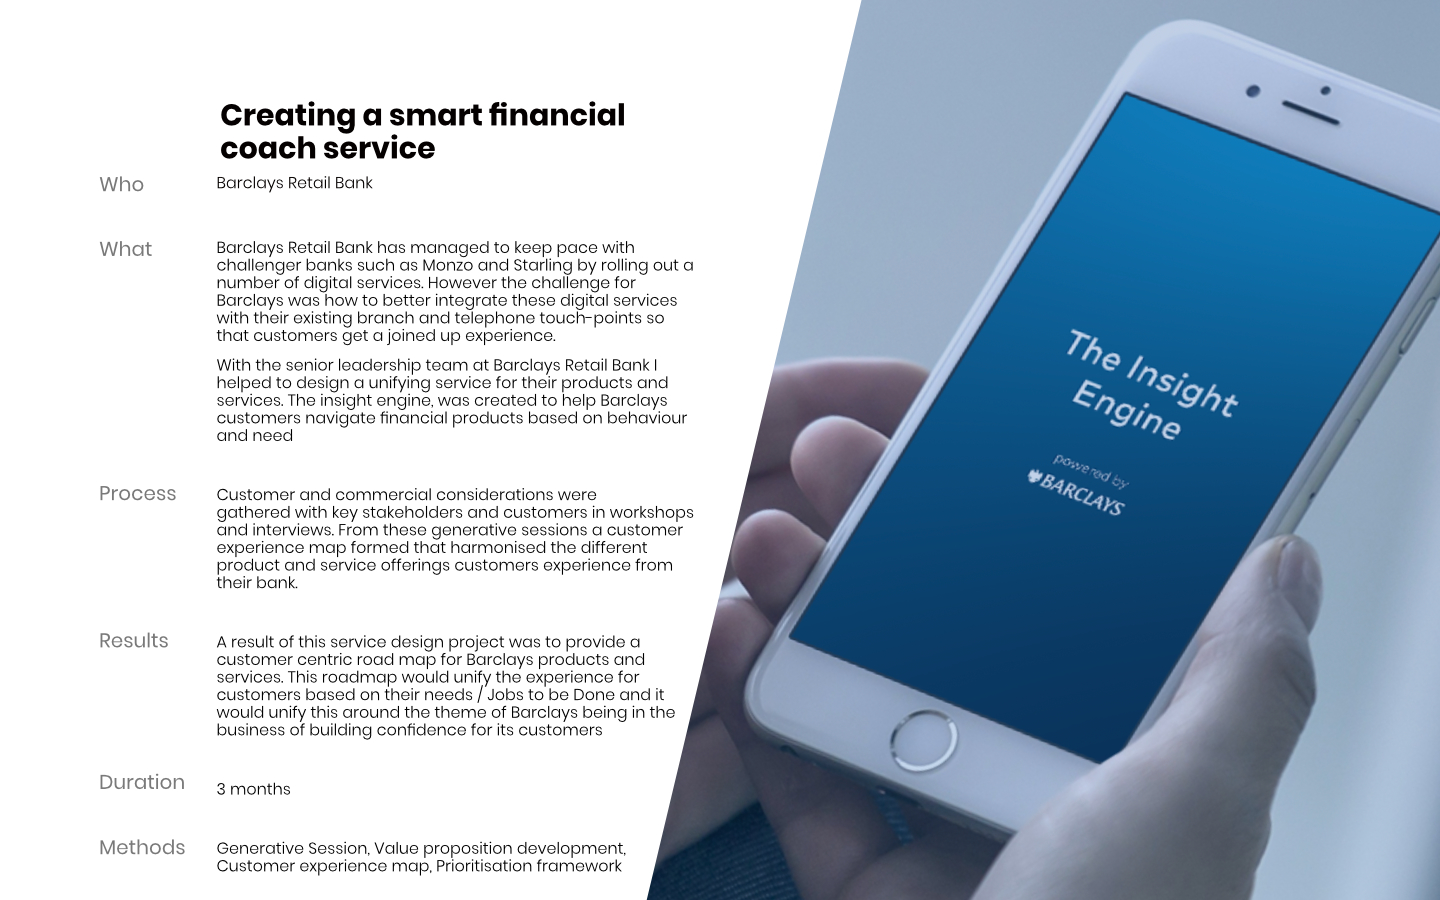 Creating a smart financial
coach service
Who
Barclays Retail Bank
What
Barclays Retail Bank has managed to keep pace with
challenger banks such as Monzo and Starling by rolling out a
number of digital services. However the challenge for
Barclays was how to better integrate these digital services
with their existing branch and telephone touch-points so
that customers get a joined up experience.
With the senior leadership team at Barclays Retail Bank I
helped to design a unifying service for their products and
services. The insight engine, was created to help Barclays
customers navigate financial products based on behaviour
and need
Process
Customer and commercial considerations were
gathered with key stakeholders and customers in workshops
and interviews. From these generative sessions a customer
experience map formed that harmonised the different
product and service offerings customers experience from
their bank.
Results
A result of this service design project was to provide a
customer centric road map for Barclays products and
services. This roadmap would unify the experience for
customers based on their needs / Jobs to be Done and it
would unify this around the theme of Barclays being in the
business of building confidence for its customers
Duration
3 months
Methods
Generative Session, Value proposition development,
Customer experience map, Prioritisation framework
The Insight
Engine
powered by
BARCLAYS